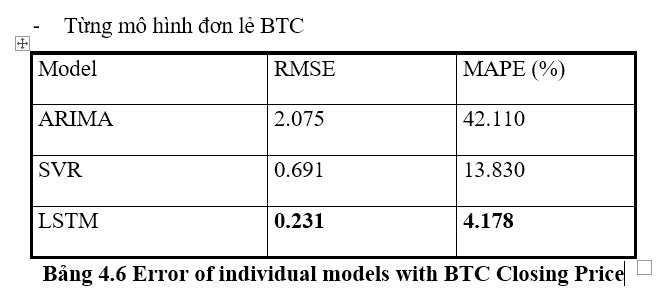 - Từng mô hình đơn lẻ BTC
Model RMSE MAPE (%)
ARIMA 2.075 42.110
SVR 0.691 13.830
LSTM 0.231 4.178
Bảng 4.6 Error of individual models with BTC Closing Price